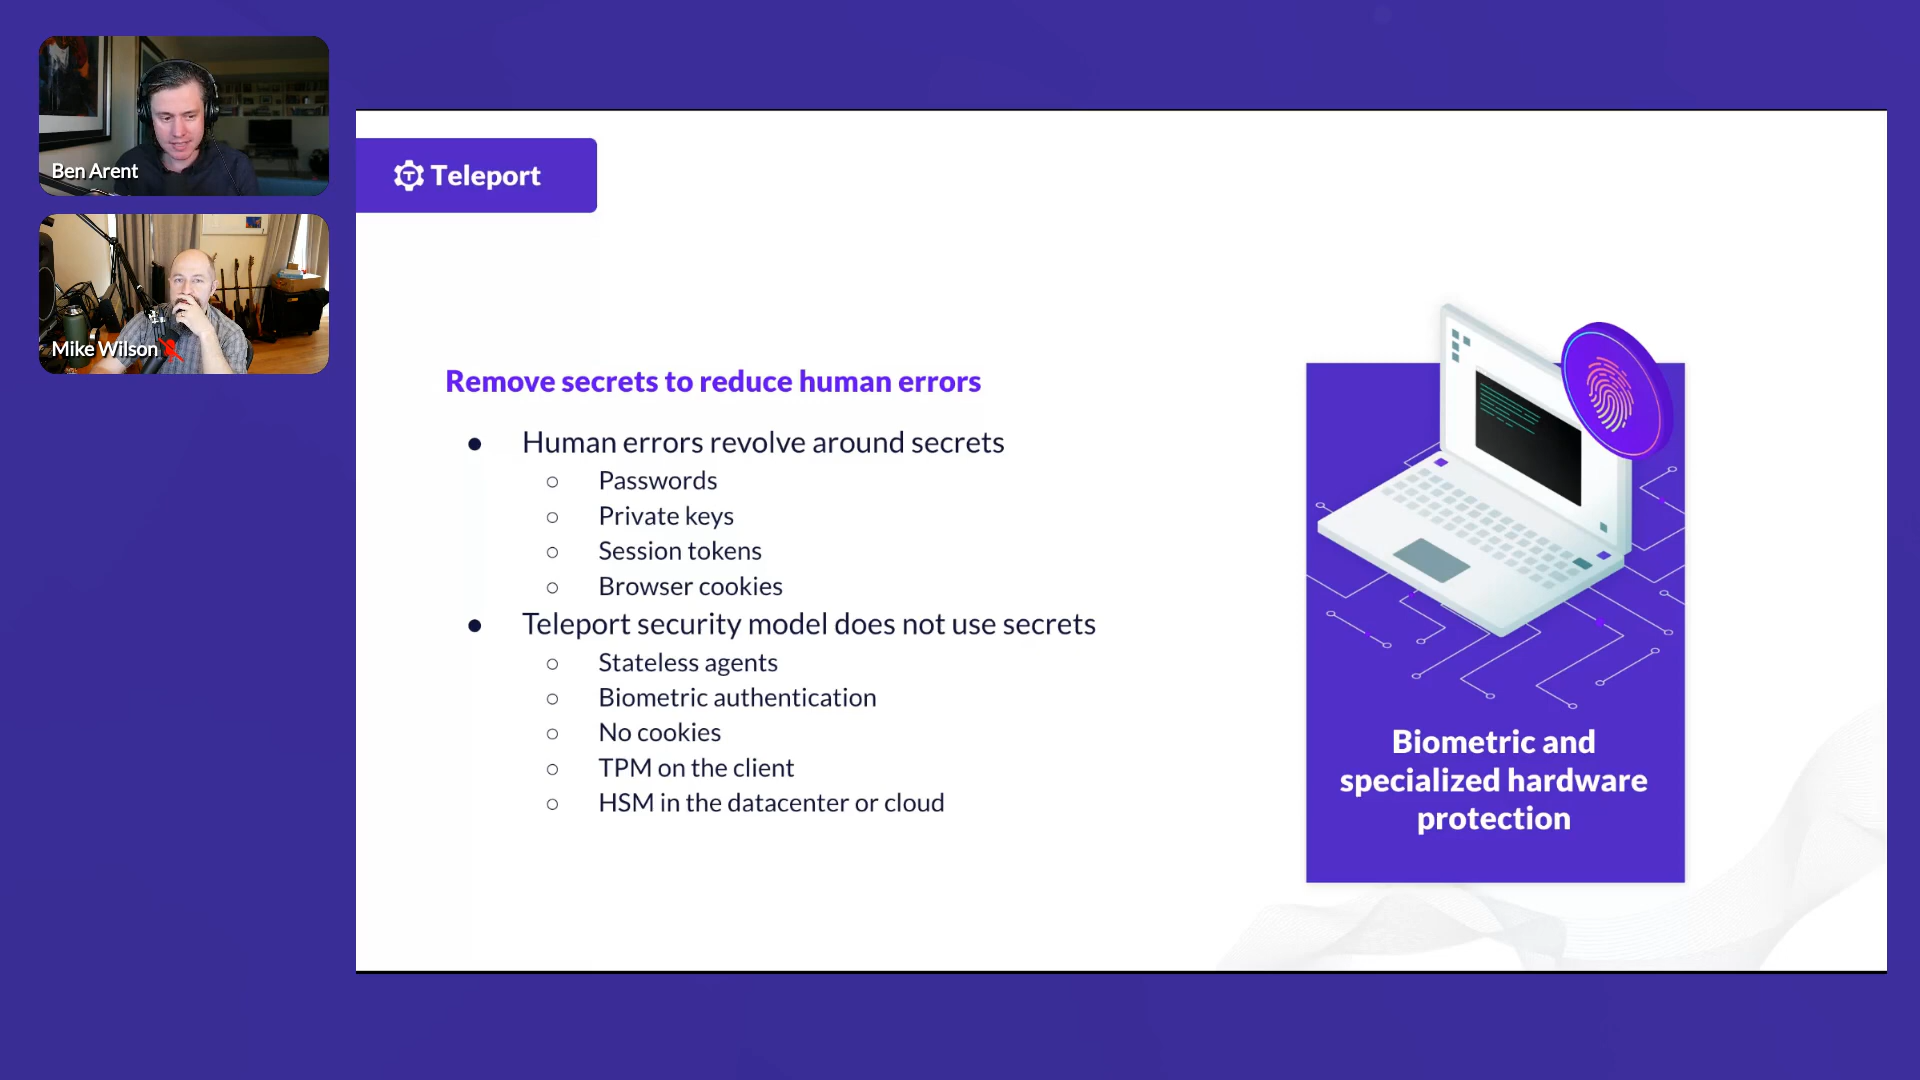 Ben Arent
Mike Wilson
Teleport
Remove secrets to reduce human errors
● Human errors revolve around secrets
○ Passwords
○ Private keys
○ Session tokens
○ Browser cookies
● Teleport security model does not use secrets
○ Stateless agents
○ Biometric authentication
○ No cookies
○ TPM on the client
○ HSM in the datacenter or cloud
Biometric and
specialized hardware
protection